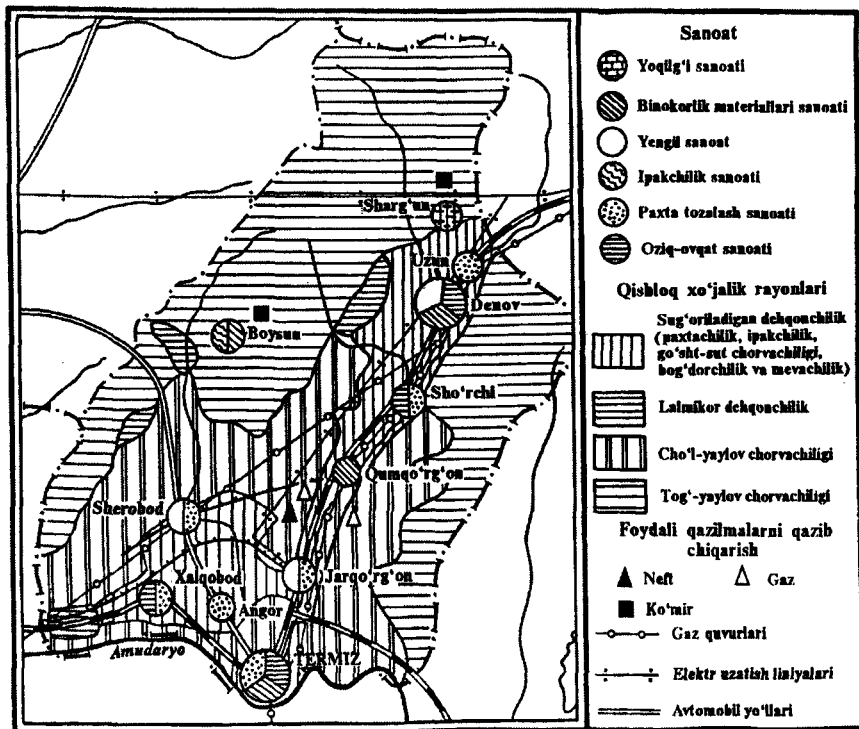 Sharg'un
Uzun
Denov
Boysun
Sho'rchi
Qumqo'rg'on
Sherobod
Xalqobod
Jarqo'rg'on
Angor
TERMIZ
Amudaryo
Sanoat
Yoqilg'i sanoati
Binokorlik materiallari sanoati
Yengil sanoat
Ipakchilik sanoati
Paxta tozalash sanoati
Oziq-ovqat sanoati
Qishloq xo'jalik rayonlari
Sug'oriladigan dehqonchilik
(paxtachilik, ipakchilik,
go'sht-sut chorvachiligi,
bog'dorchilik va mevachilik)
Lalmikor dehqonchilik
Cho'l-yaylov chorvachiligi
Tog'-yaylov chorvachiligi
Foydali qazilmalarni qazib
chiqarish
Neft
Gaz
Ko'mir
Gaz quvurlari
Elektr uzatish liniyalari
Avtomobil yo'llari